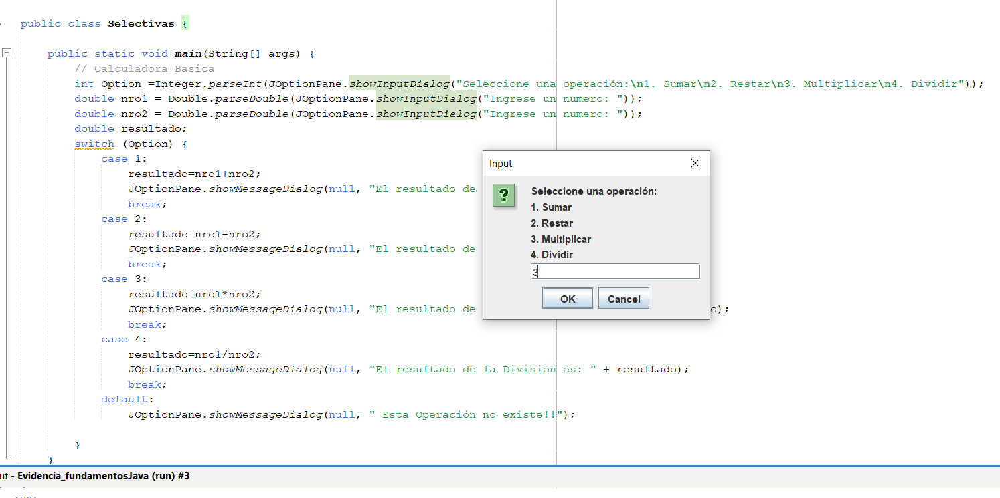 public class Selectivas {
public static void main(String[] args) {
// Calculadora Basica
int Option =Integer.parseInt(JOptionPane.showInputDialog("Seleccione una operación:\n1. Sumar\n2. Restar\n3. Multiplicar\n4. Dividir"));
double nro1 = Double.parseDouble(JOptionPane.showInputDialog("Ingrese un numero: "));
double nro2 = Double.parseDouble(JOptionPane.showInputDialog("Ingrese un numero: "));
double resultado;
switch (Option) {
case 1:
resultado=nro1+nro2;
JOptionPane.showMessageDialog(null, "El resultado de
break;
case 2:
resultado=nro1-nro2;
JOptionPane.showMessageDialog(null, "El resultado de
break;
case 3:
resultado=nro1*nro2;
JOptionPane.showMessageDialog(null, "El resultado de o);
break;
case 4:
resultado=nro1/nro2;
JOptionPane.showMessageDialog(null, "El resultado de la Division es: " + resultado);
break;
default:
JOptionPane.showMessageDialog(null, " Esta Operación no existe!!");
}
}
Input
Seleccione una operación:
1. Sumar
2. Restar
3. Multiplicar
4. Dividir
3
OK Cancel
ut - Evidencia_fundamentosJava (run) #3